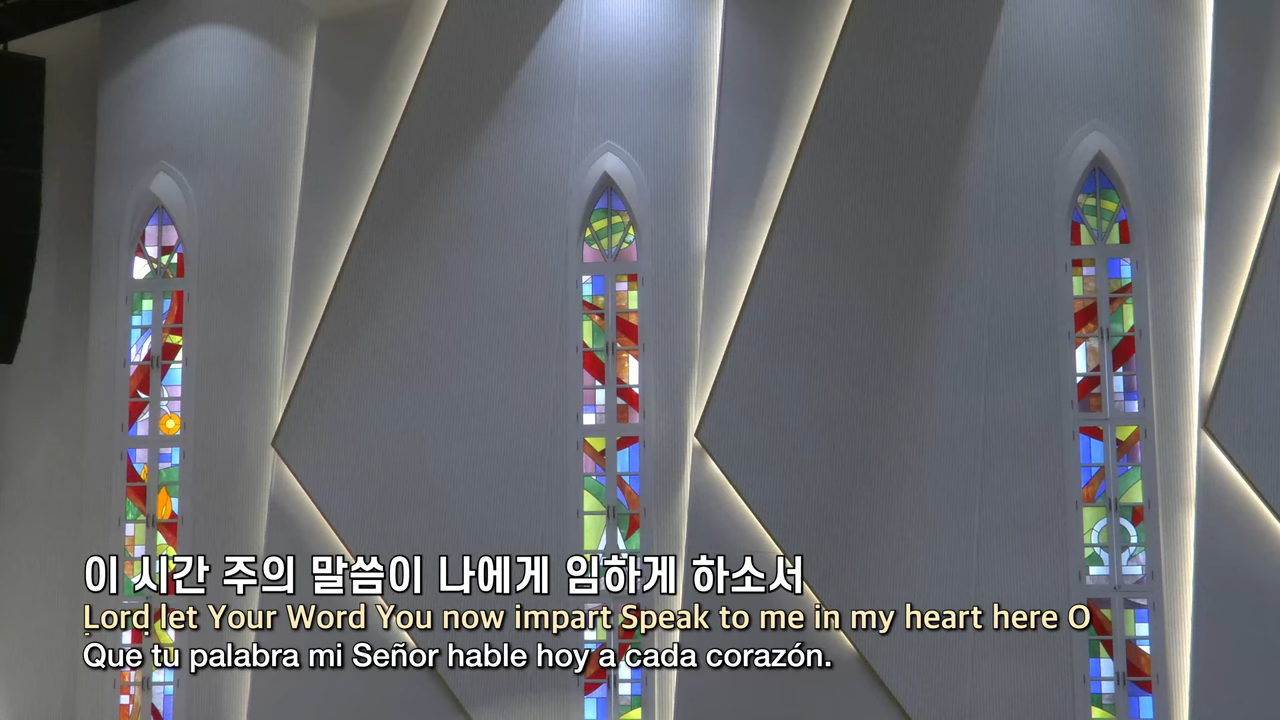 이 시간 주의 말씀이 나에게 임하게 하소서
Lord let Your Word You now impart Speak to me in my heart here O
Que tu palabra mi Señor hable hoy a cada corazón.